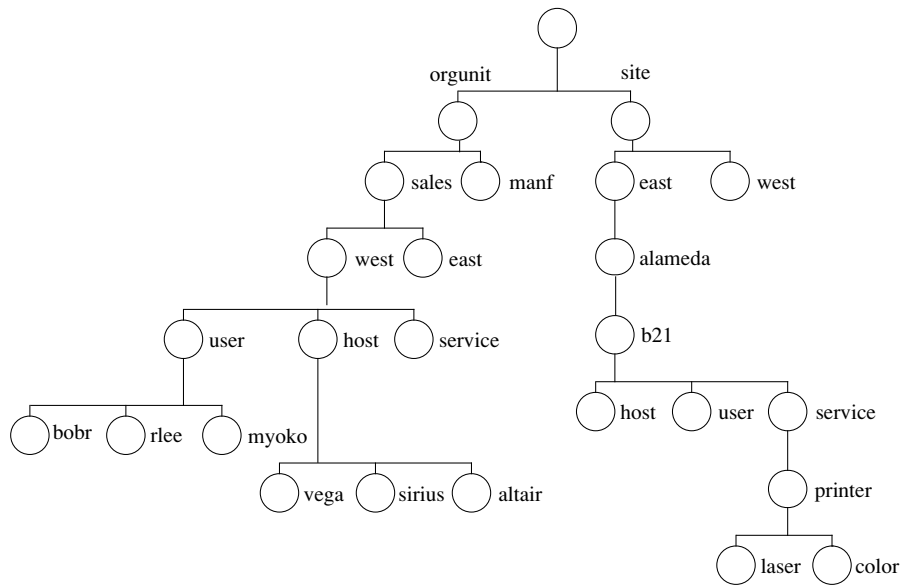 orgunit site
sales manf east west
west east alameda
user host service b21
host user service
bobr rlee myoko
vega sirius altair printer
laser color